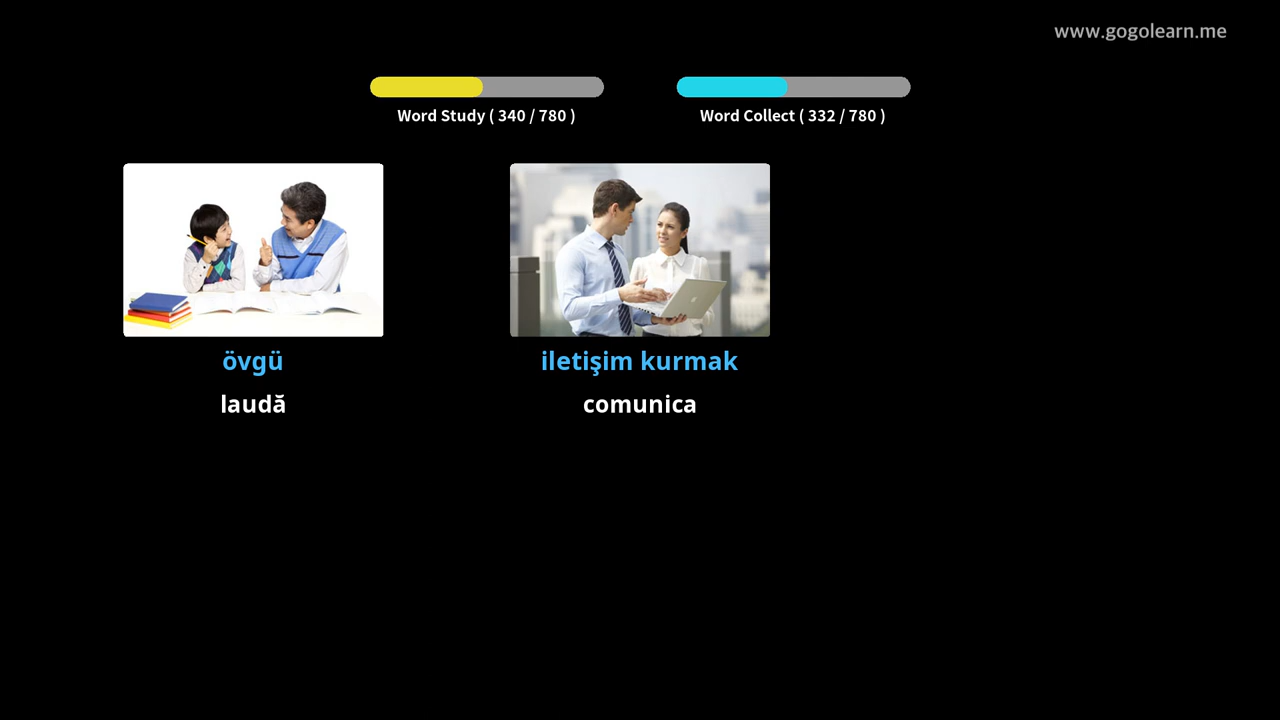 www.gogolearn.me
Word Study ( 340 / 780 )
Word Collect ( 332 / 780 )
övgü
laudă
iletişim kurmak
comunica